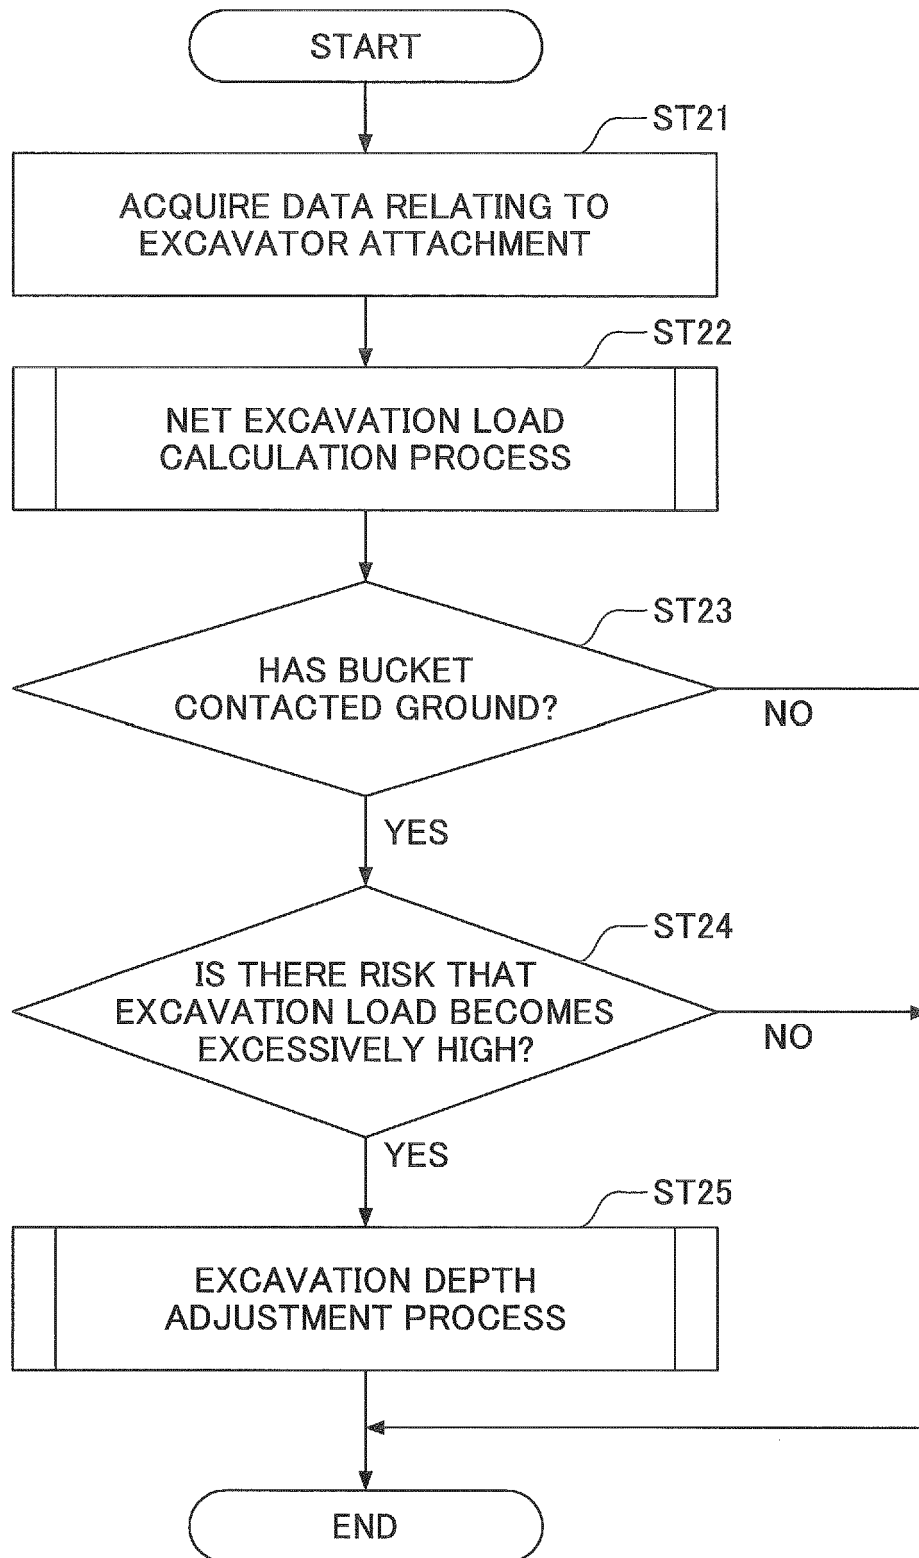 START
ST21
ACQUIRE DATA RELATING TO
EXCAVATOR ATTACHMENT
ST22
NET EXCAVATION LOAD
CALCULATION PROCESS
ST23
HAS BUCKET
CONTACTED GROUND?
NO
YES
ST24
IS THERE RISK THAT
EXCAVATION LOAD BECOMES
EXCESSIVELY HIGH?
NO
YES
ST25
EXCAVATION DEPTH
ADJUSTMENT PROCESS
END